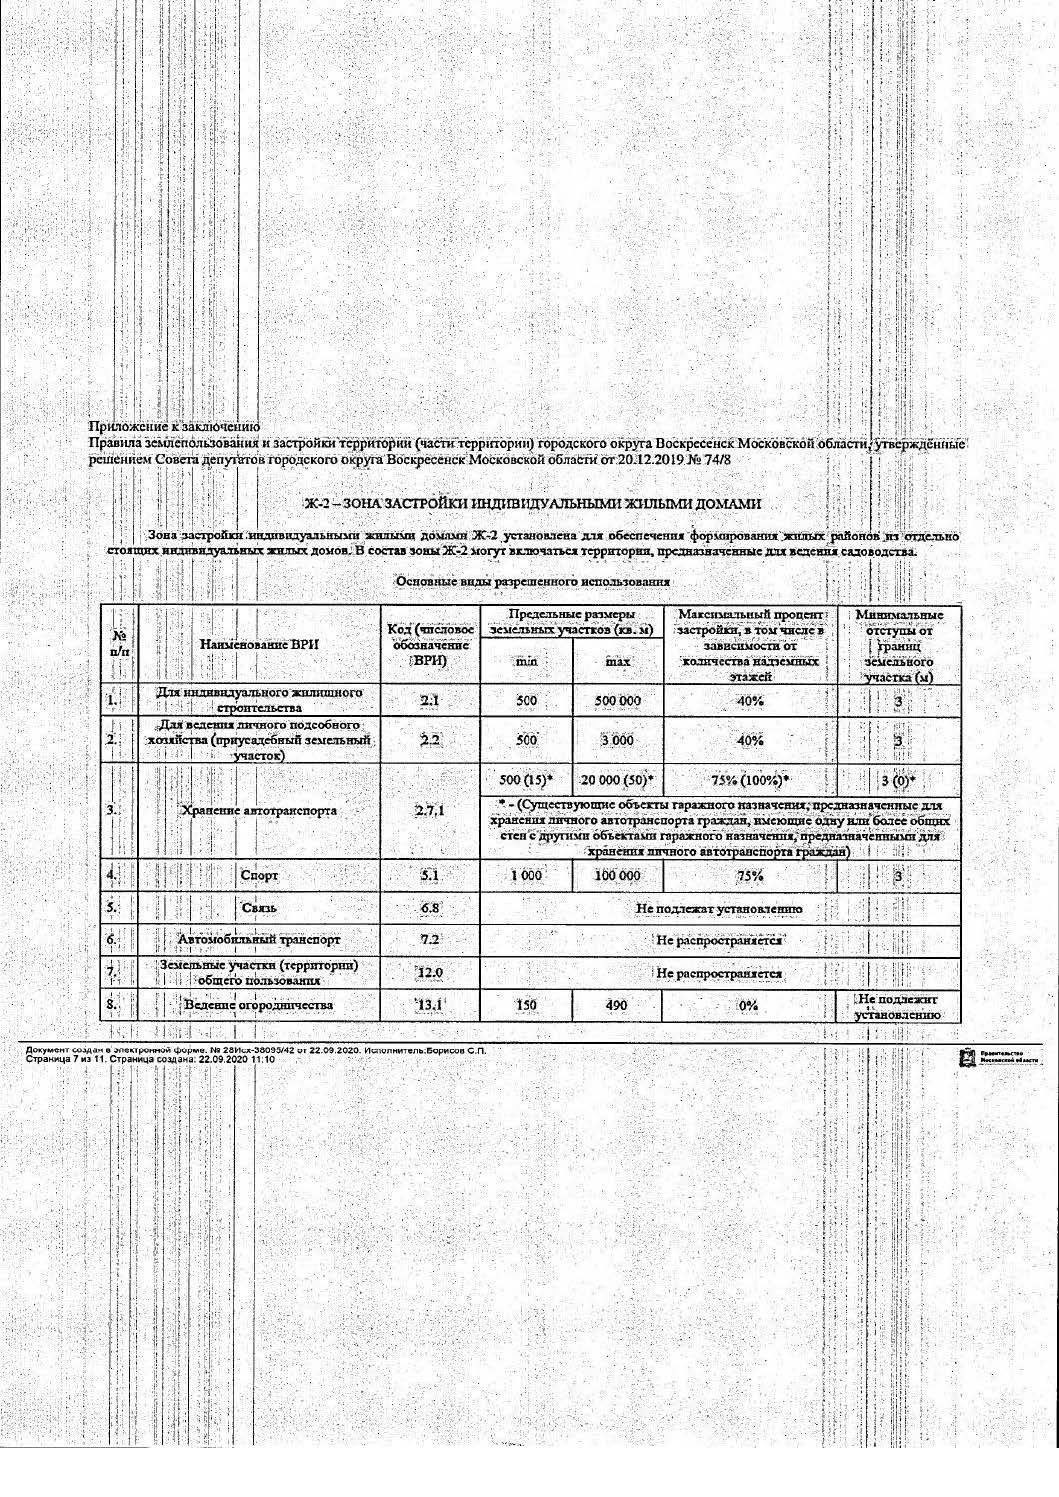 Приложение к заключению
Правила землепользования и застройки территории (части территории) городского округа Воскресенск Московской области, утверждённые
решением Совета депутатов городского округа Воскресенск Московской области от 20.12.2019 № 74/8
Ж-2 – ЗОНА ЗАСТРОЙКИ ИНДИВИДУАЛЬНЫМИ ЖИЛЫМИ ДОМАМИ
Зона застройки индивидуальными жилыми домами Ж-2 установлена для обеспечения формирования жилых районов из отдельно
стоящих индивидуальных жилых домов. В состав зоны Ж-2 могут включаться территории, предназначенные для ведения садоводства.
Основные виды разрешенного использования
№ п/п
Наименование ВРИ
Код (числовое обозначение ВРИ)
Предельные размеры земельных участков (кв. м)
min
max
Максимальный процент застройки, в том числе в зависимости от количества надземных этажей
Минимальные отступы от границ земельного участка (м)
1. Для индивидуального жилищного строительства 2.1 500 500 000 40% 3
2. Для ведения личного подсобного хозяйства (приусадебный земельный участок) 2.2 500 3 000 40% 3
3. Хранение автотранспорта 2.7.1 500 (15)* 20 000 (50)* 75% (100%)* 3 (0)*
* - (Существующие объекты гаражного назначения, предназначенные для
хранения личного автотранспорта граждан, имеющие одну или более общих
стен с другими объектами гаражного назначения, предназначенными для
хранения личного автотранспорта граждан)
4. Спорт 5.1 1 000 100 000 75% 3
5. Связь 6.8 Не подлежат установлению
6. Автомобильный транспорт 7.2 Не распространяется
7. Земельные участки (территории) общего пользования 12.0 Не распространяется
8. Ведение огородничества 13.1 150 490 0% Не подлежит установлению
Документ создан в электронной форме. № 28Исх-38095/42 от 22.09.2020. Исполнитель:Борисов С.П.
Страница 7 из 11. Страница создана: 22.09.2020 11:10
Правительство
Московской области